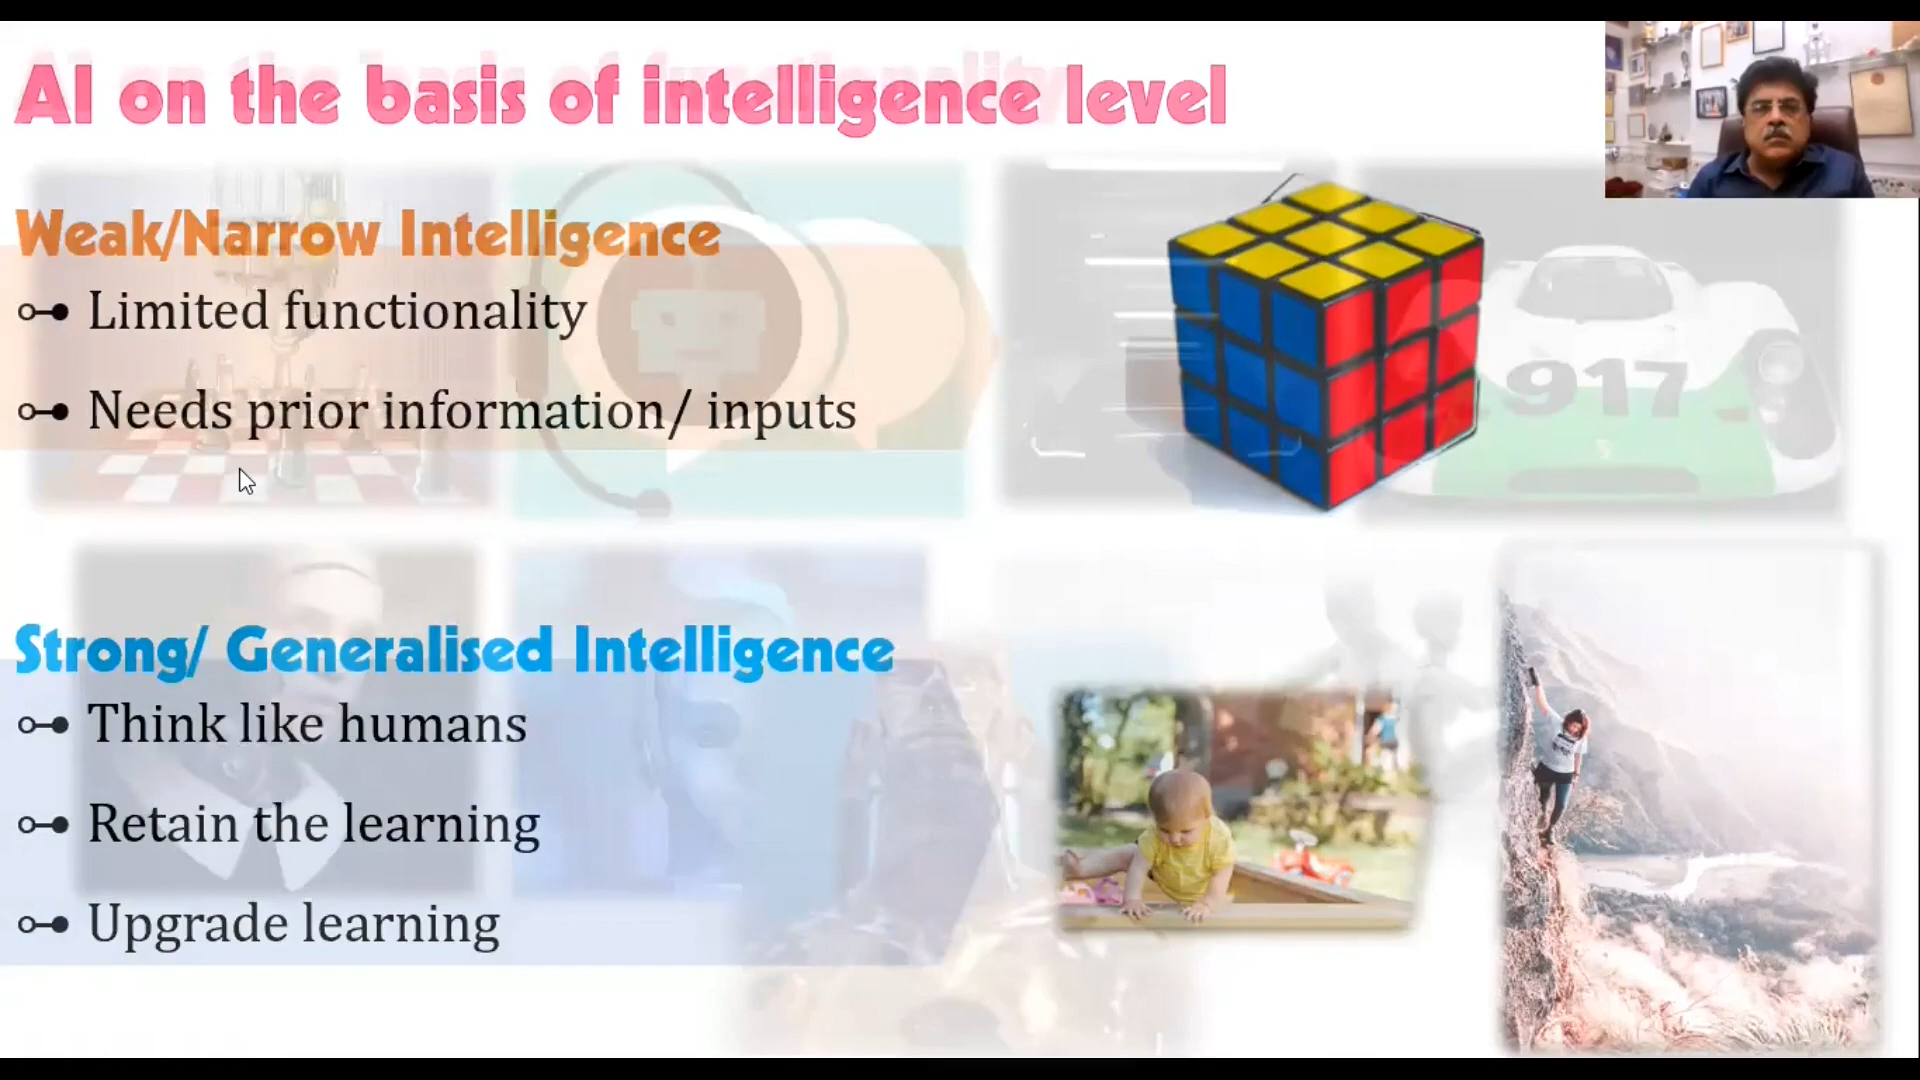 AI on the basis of intelligence level
Weak/Narrow Intelligence
Limited functionality
Needs prior information/ inputs
917
Strong/ Generalised Intelligence
Think like humans
Retain the learning
Upgrade learning